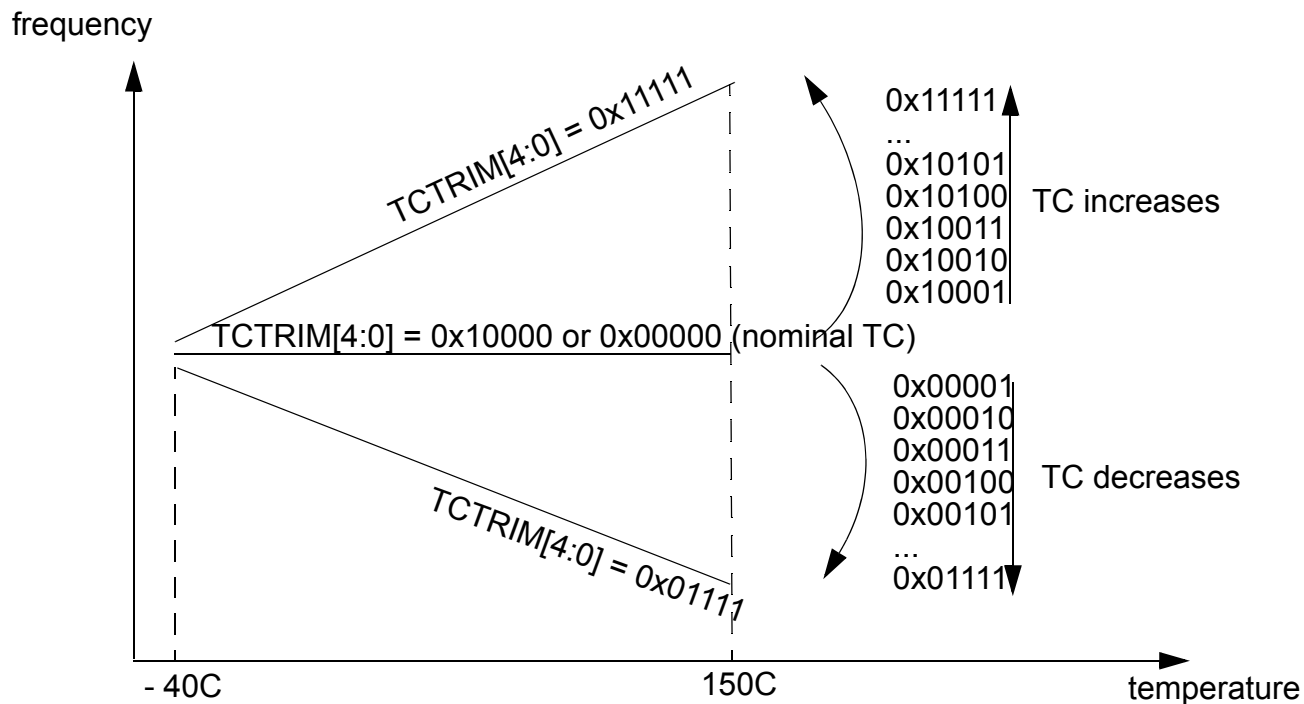 frequency
TCTRIM[4:0] = 0x11111
0x11111
...
0x10101
0x10100
0x10011
0x10010
0x10001
TC increases
TCTRIM[4:0] = 0x10000 or 0x00000 (nominal TC)
0x00001
0x00010
0x00011
0x00100
0x00101
...
0x01111
TC decreases
TCTRIM[4:0] = 0x01111
- 40C
150C
temperature